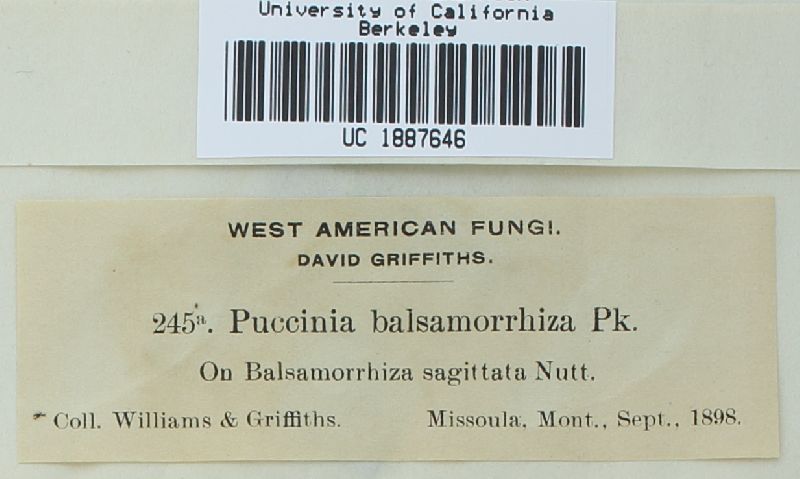 University of California
Berkeley
UC 1887646
WEST AMERICAN FUNGI.
DAVID GRIFFITHS.
245a. Puccinia balsamorrhiza Pk.
On Balsamorrhiza sagittata Nutt.
Coll. Williams & Griffiths. Missoula, Mont., Sept., 1898.